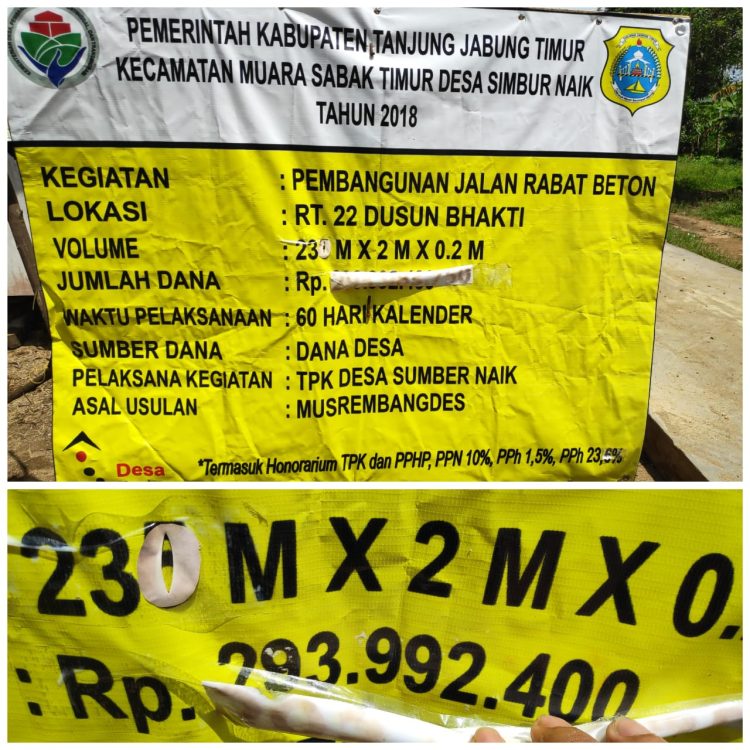 PEMERINTAH KABUPATEN TANJUNG JABUNG TIMUR
KECAMATAN MUARA SABAK TIMUR DESA SIMBUR NAIK
TAHUN 2018
KEGIATAN : PEMBANGUNAN JALAN RABAT BETON
LOKASI : RT. 22 DUSUN BHAKTI
VOLUME : 230 M X 2 M X 0.2 M
JUMLAH DANA : Rp.
WAKTU PELAKSANAAN : 60 HARI KALENDER
SUMBER DANA : DANA DESA
PELAKSANA KEGIATAN : TPK DESA SUMBER NAIK
ASAL USULAN : MUSREMBANGDES
Desa
*Termasuk Honorarium TPK dan PPHP, PPN 10%, PPh 1,5%, PPh 23,6%
230 M X 2 M X 0.
: Rp. 293.992.400